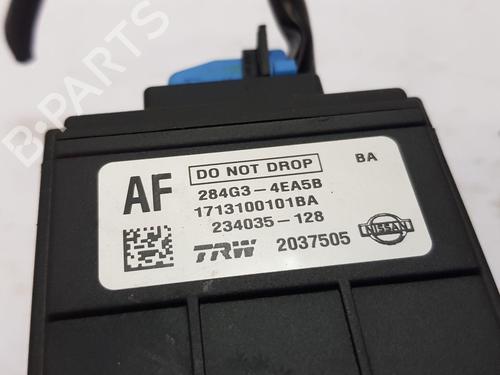 B-PARTS
DO NOT DROP
BA
AF
284G3-4EA5B
1713100101BA
234035-128
TRW 2037505
NISSAN